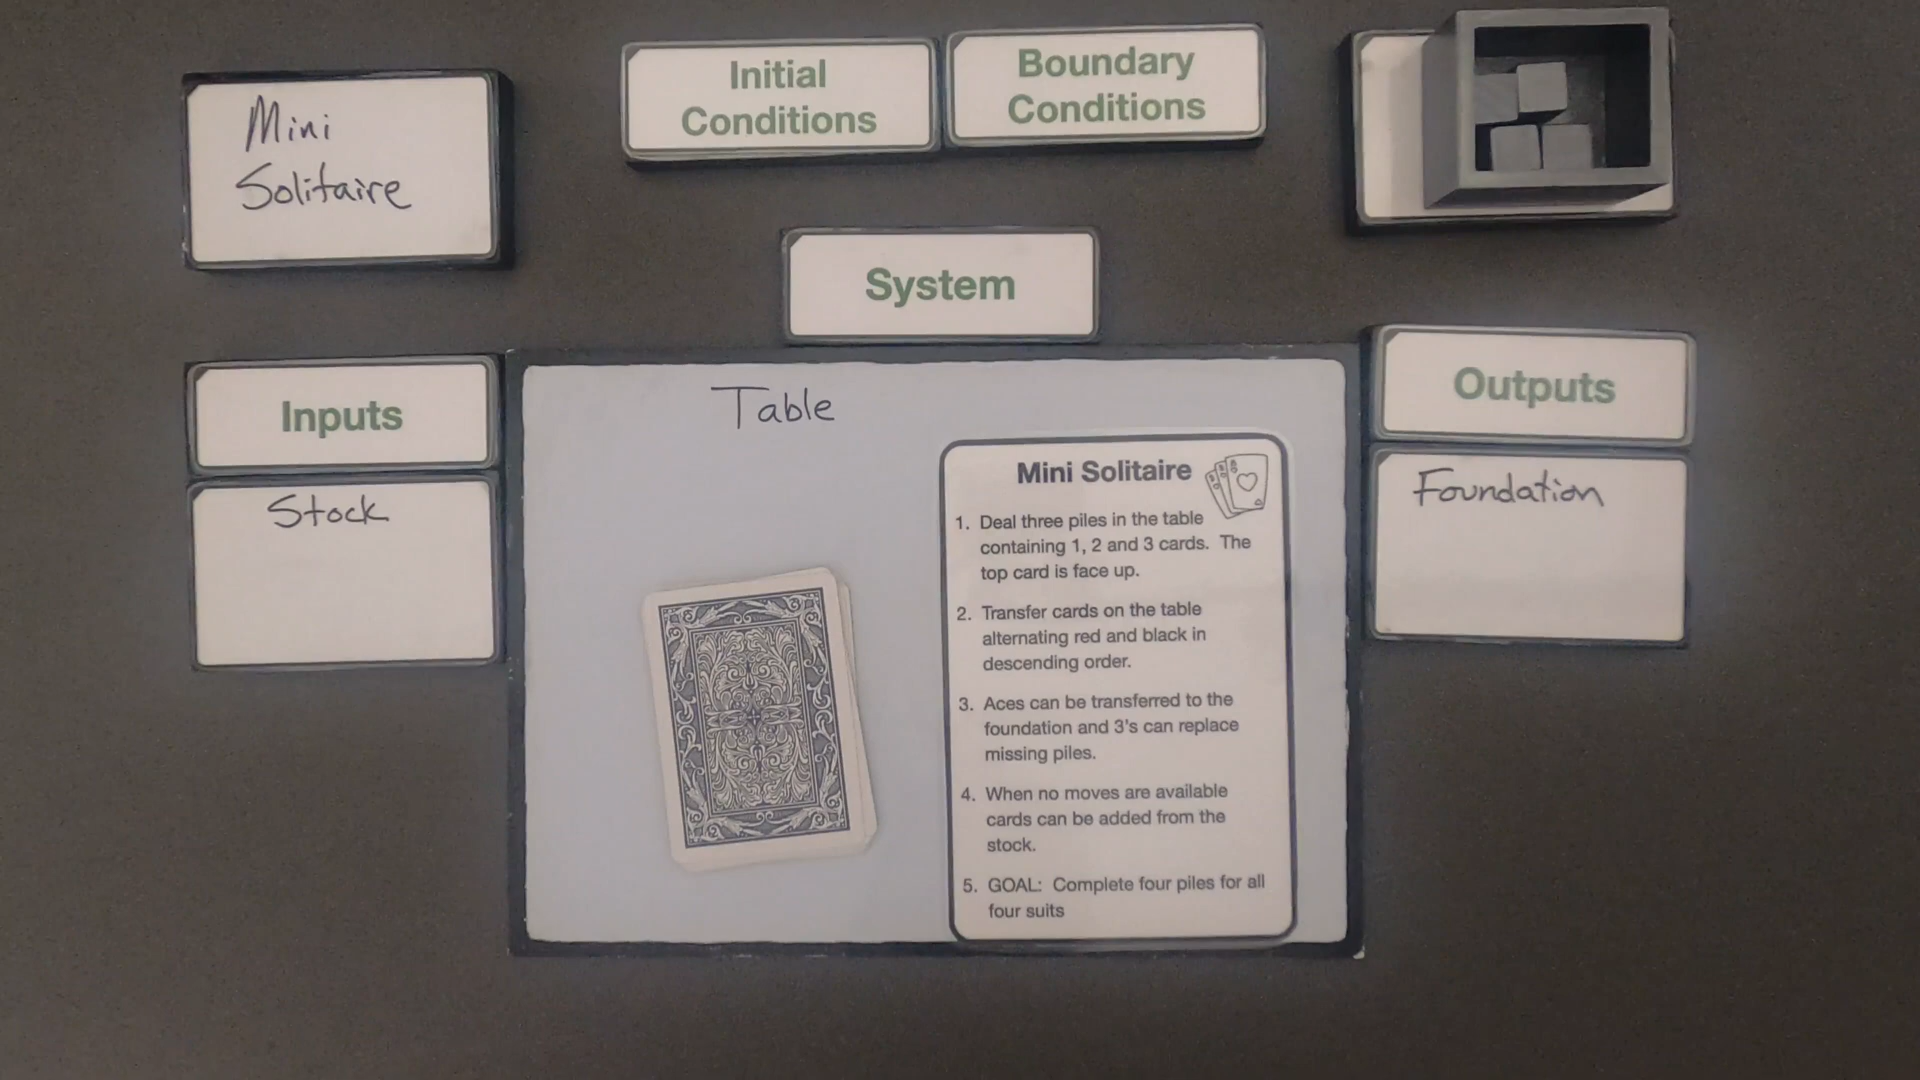 Mini
Solitaire
Initial
Conditions
Boundary
Conditions
System
Inputs
Stock
Table
Mini Solitaire
1. Deal three piles in the table
containing 1, 2 and 3 cards. The
top card is face up.
2. Transfer cards on the table
alternating red and black in
descending order.
3. Aces can be transferred to the
foundation and 3's can replace
missing piles.
4. When no moves are available
cards can be added from the
stock.
5. GOAL: Complete four piles for all
four suits
Outputs
Foundation